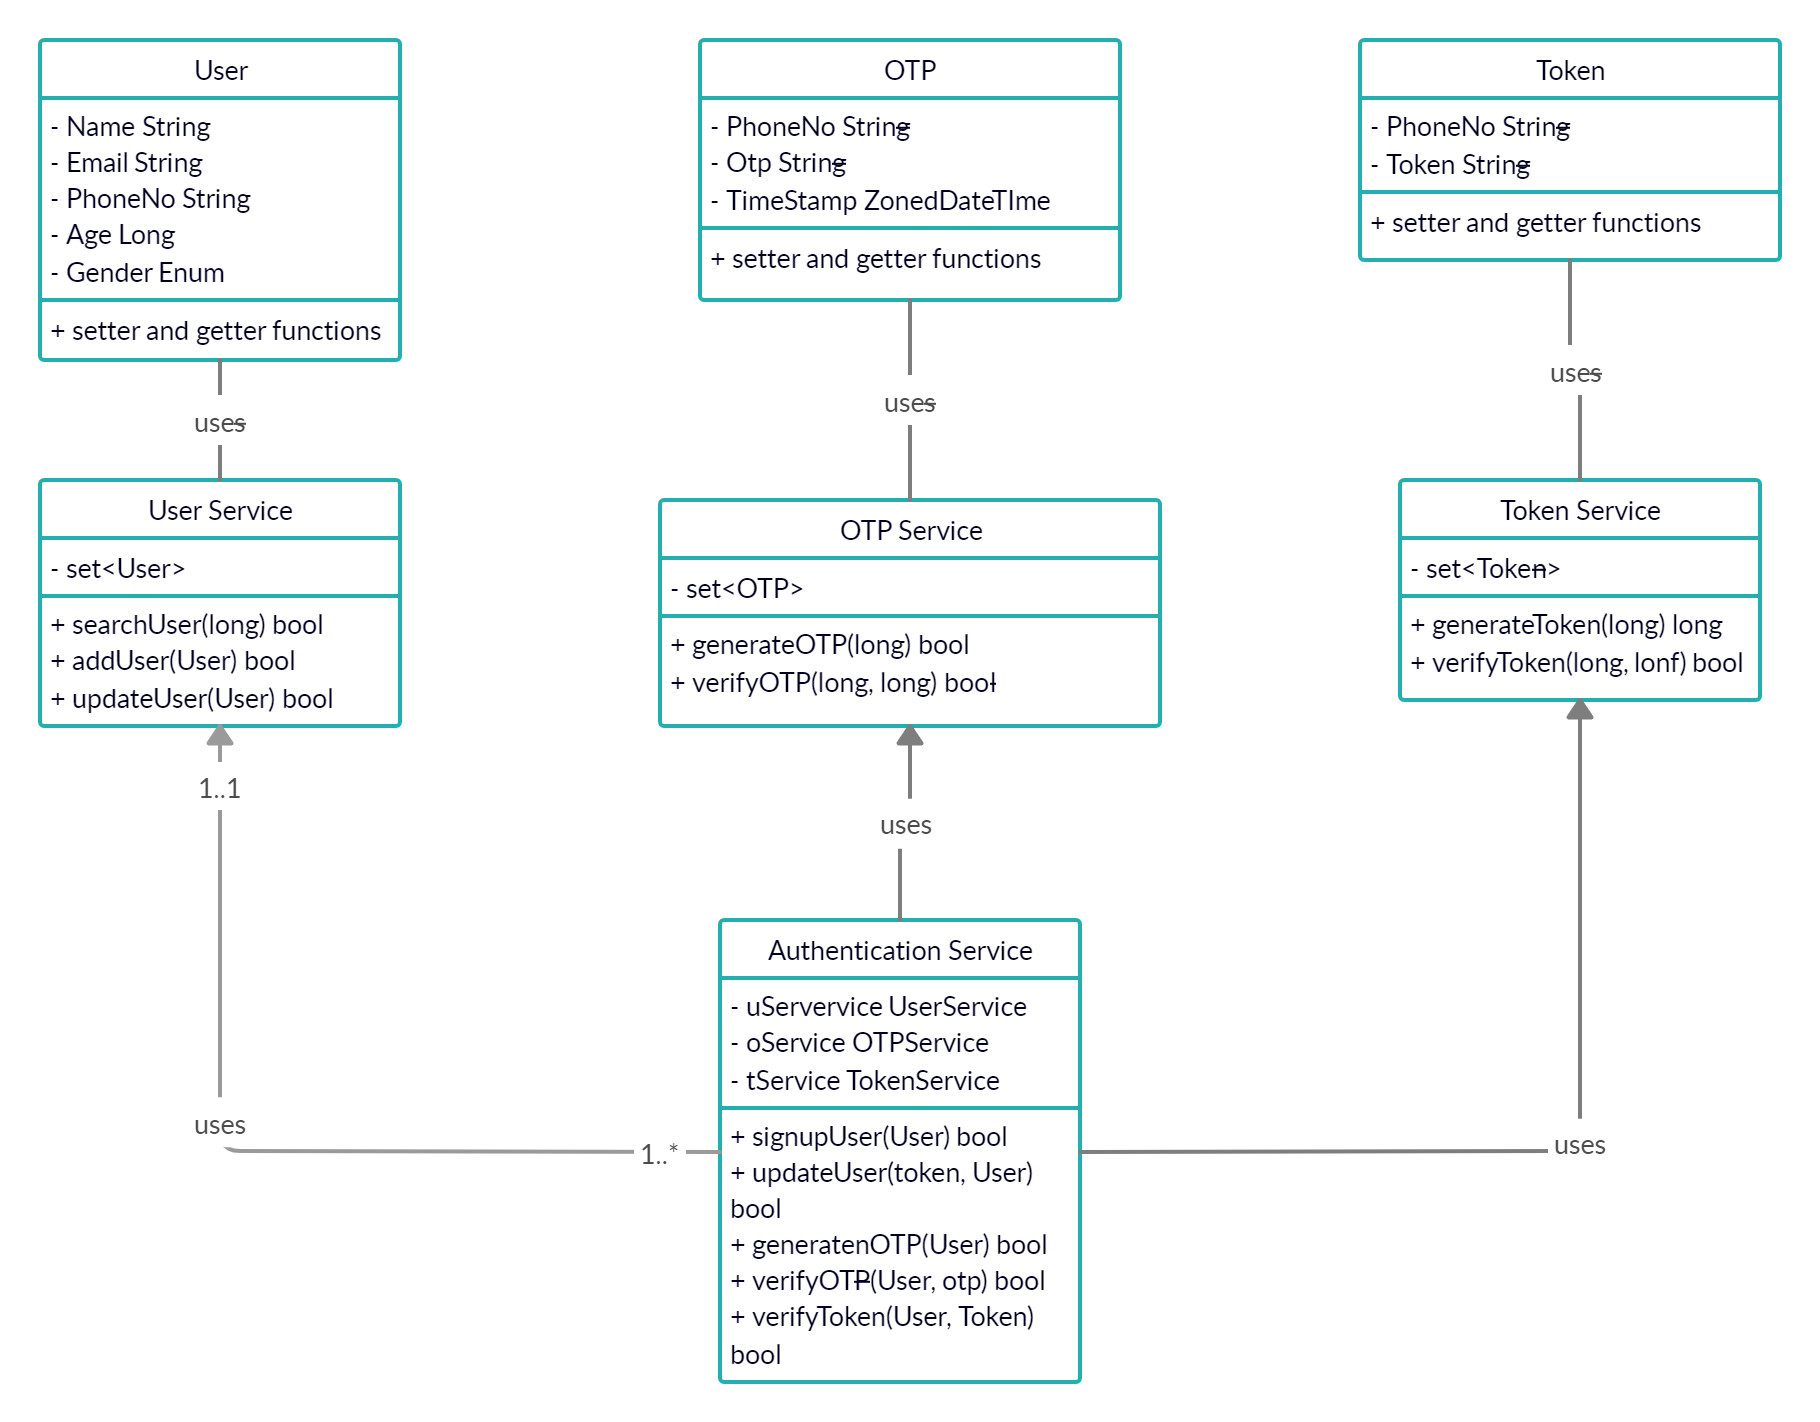 User
- Name String
- Email String
- PhoneNo String
- Age Long
- Gender Enum
+ setter and getter functions
OTP
- PhoneNo String
- Otp String
- TimeStamp ZonedDateTIme
+ setter and getter functions
Token
- PhoneNo String
- Token String
+ setter and getter functions
uses
uses
uses
User Service
- set<User>
+ searchUser(long) bool
+ addUser(User) bool
+ updateUser(User) bool
OTP Service
- set<OTP>
+ generateOTP(long) bool
+ verifyOTP(long, long) bool
Token Service
- set<Token>
+ generateToken(long) long
+ verifyToken(long, lonf) bool
1..1
uses
uses
1..*
uses
Authentication Service
- uServervice UserService
- oService OTPService
- tService TokenService
+ signupUser(User) bool
+ updateUser(token, User)
bool
+ generatenOTP(User) bool
+ verifyOTP(User, otp) bool
+ verifyToken(User, Token)
bool